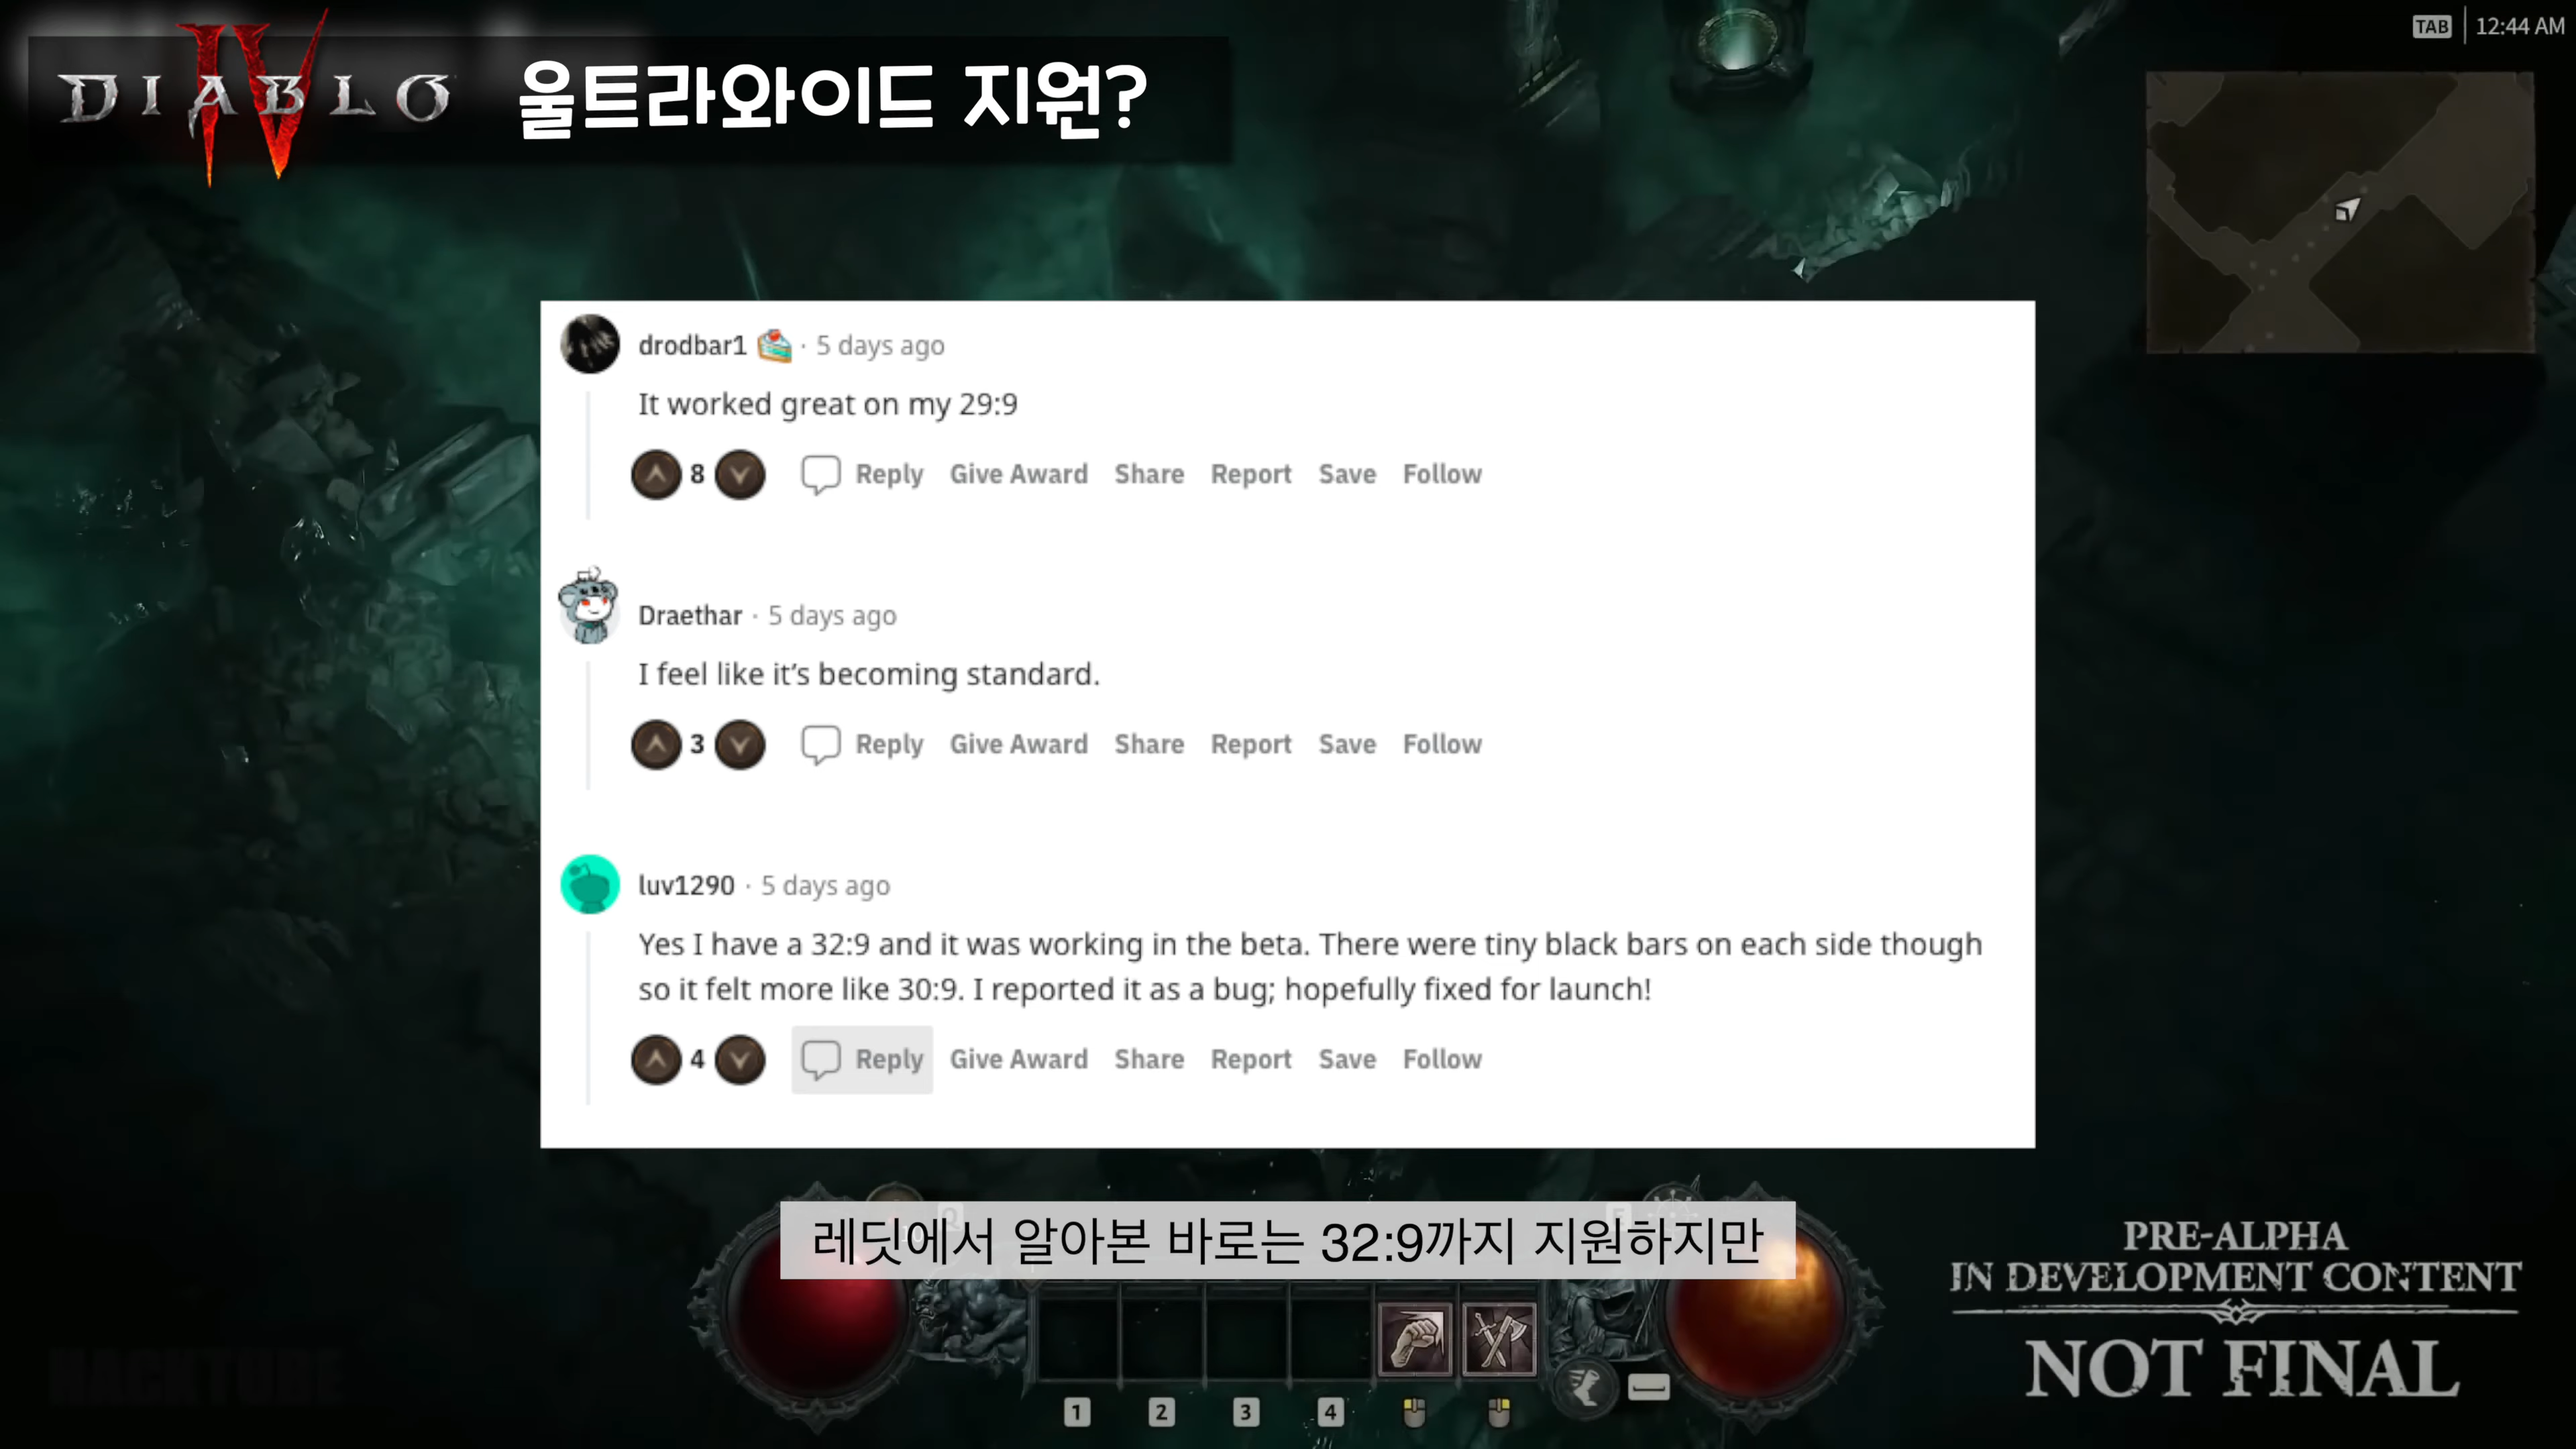 DIABLO IV 울트라와이드 지원?
TAB 12:44 AM
drodbar1 · 5 days ago
It worked great on my 29:9
8 Reply Give Award Share Report Save Follow
Draethar · 5 days ago
I feel like it's becoming standard.
3 Reply Give Award Share Report Save Follow
luv1290 · 5 days ago
Yes I have a 32:9 and it was working in the beta. There were tiny black bars on each side though
so it felt more like 30:9. I reported it as a bug; hopefully fixed for launch!
4 Reply Give Award Share Report Save Follow
레딧에서 알아본 바로는 32:9까지 지원하지만
PRE-ALPHA
IN DEVELOPMENT CONTENT
NOT FINAL
HACKTUBE
1 2 3 4